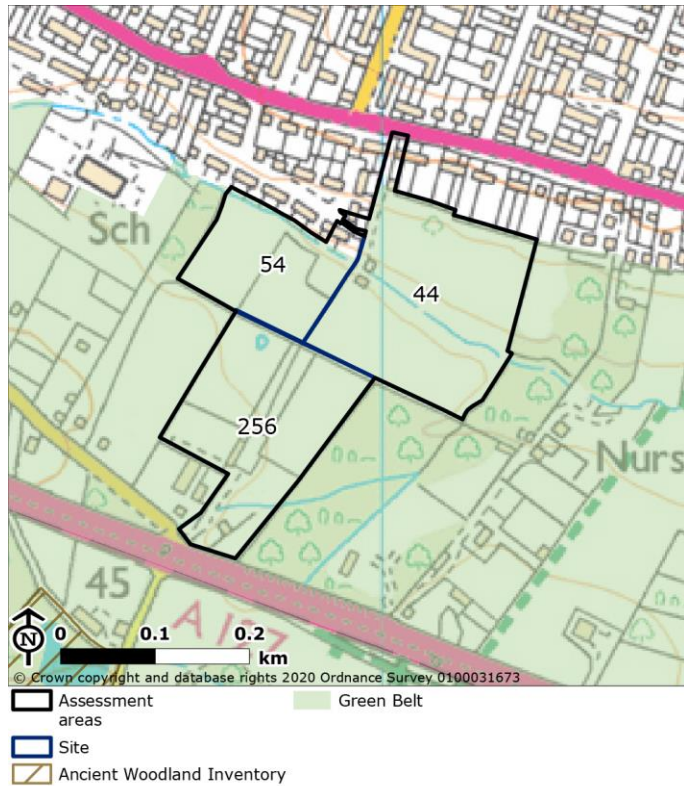 Sch
54
44
256
Nurs
45
A 127
N
0
0.1
0.2
km
© Crown copyright and database rights 2020 Ordnance Survey 0100031673
Assessment
areas
Green Belt
Site
Ancient Woodland Inventory